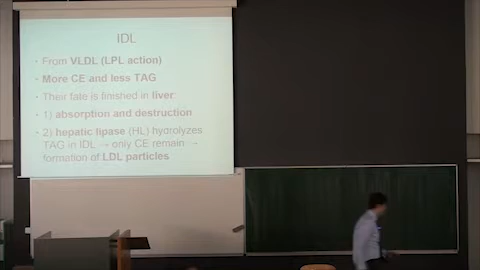 IDL
• From VLDL (LPL action)
• More CE and less TAG
• Their fate is finished in liver:
• 1) absorption and destruction
• 2) hepatic lipase (HL) hydrolyzes
TAG in IDL → only CE remain →
formation of LDL particles